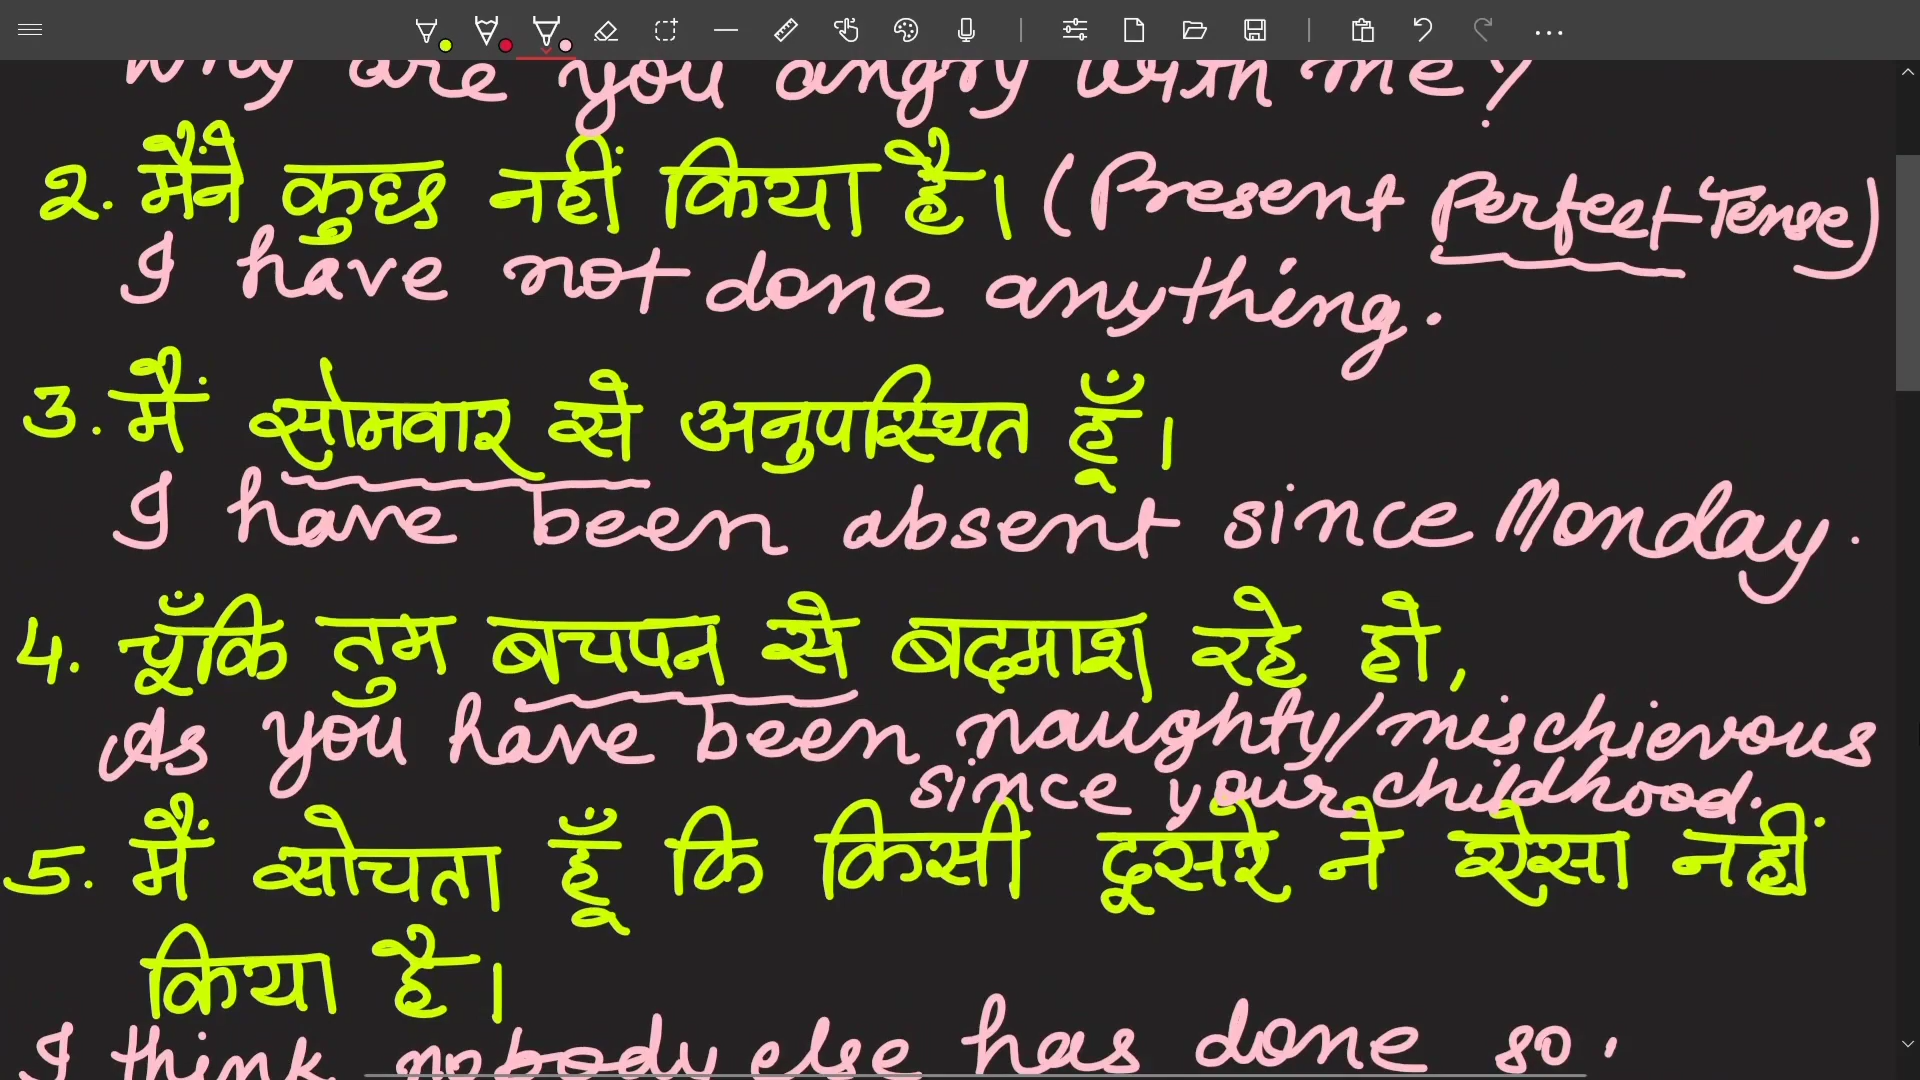 Why are you angry with me?
२. मैंने कुछ नहीं किया है। (Present Perfect Tense)
I have not done anything.
3. मैं सोमवार से अनुपस्थित हूँ।
I have been absent since Monday.
4. चूँकि तुम बचपन से बदमाश रहे हो,
As you have been naughty/mischievous
since your childhood.
5. मैं सोचता हूँ कि किसी दूसरे ने ऐसा नहीं
किया है।
I think nobody else has done so.